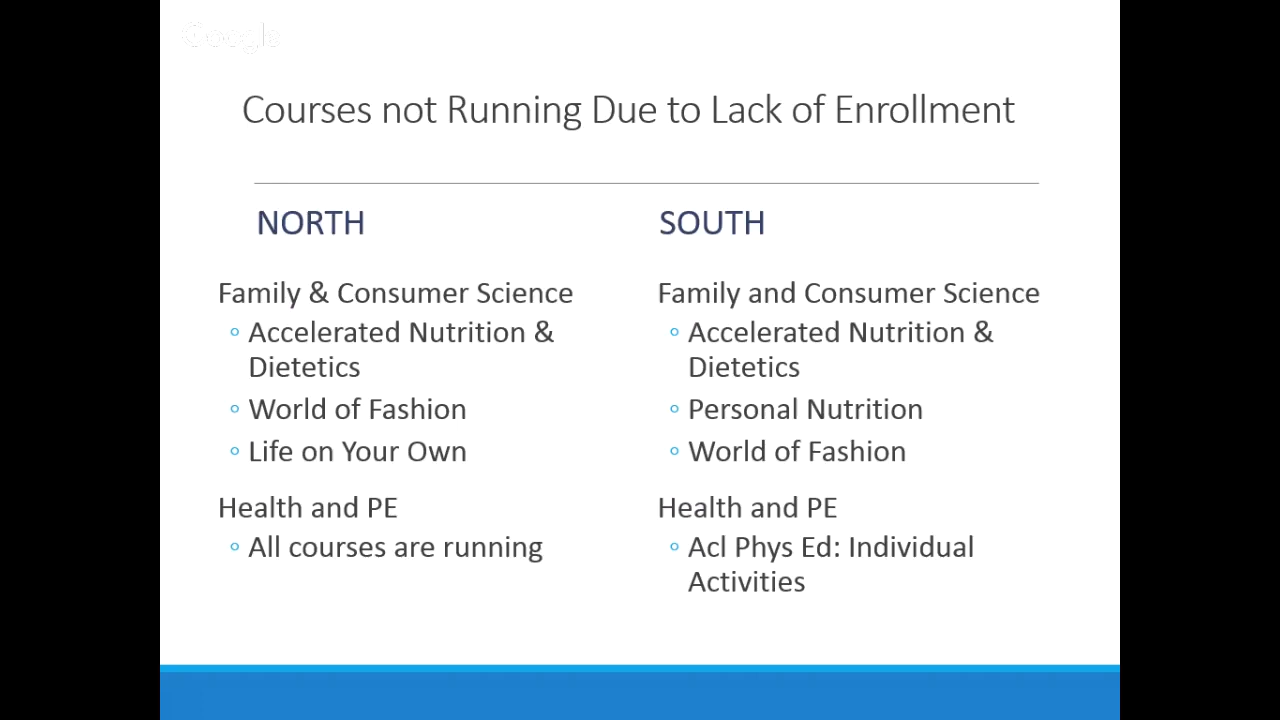 Google
Courses not Running Due to Lack of Enrollment
NORTH
Family & Consumer Science
◦ Accelerated Nutrition &
Dietetics
◦ World of Fashion
◦ Life on Your Own
Health and PE
◦ All courses are running
SOUTH
Family and Consumer Science
◦ Accelerated Nutrition &
Dietetics
◦ Personal Nutrition
◦ World of Fashion
Health and PE
◦ Acl Phys Ed: Individual
Activities